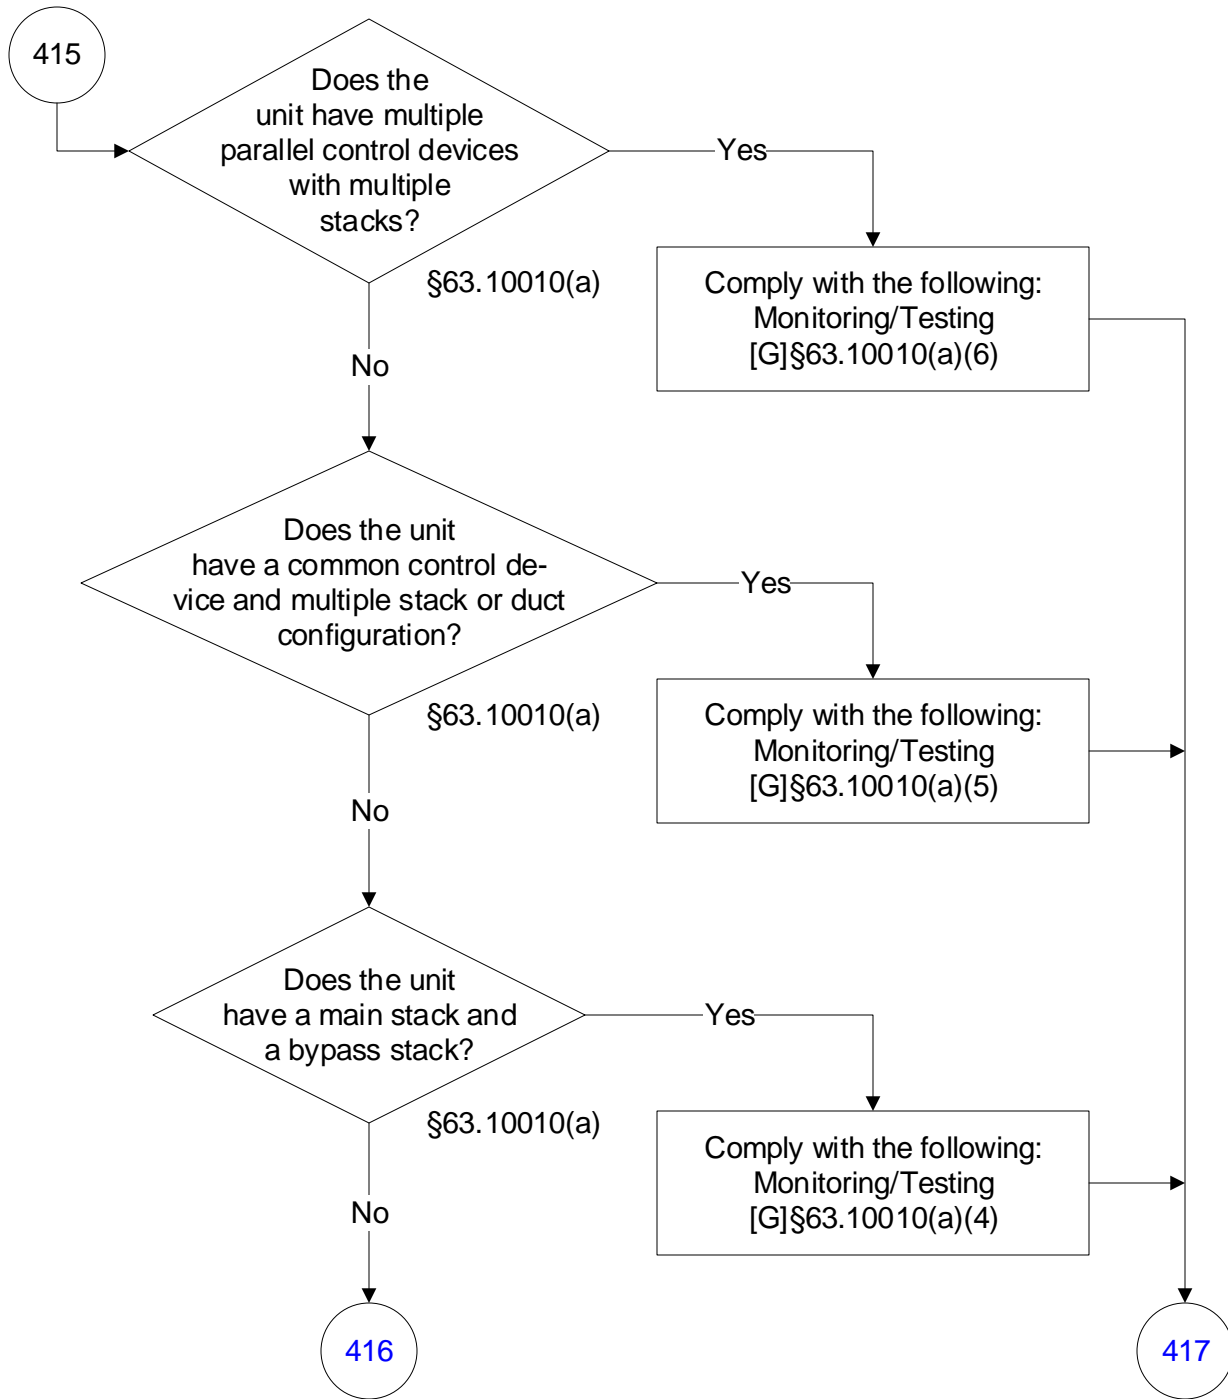 415
Does the
unit have multiple
parallel control devices
with multiple
stacks?
Yes
§63.10010(a)
Comply with the following:
Monitoring/Testing
[G]§63.10010(a)(6)
No
Does the unit
have a common control de-
vice and multiple stack or duct
configuration?
Yes
§63.10010(a)
Comply with the following:
Monitoring/Testing
[G]§63.10010(a)(5)
No
Does the unit
have a main stack and
a bypass stack?
Yes
§63.10010(a)
Comply with the following:
Monitoring/Testing
[G]§63.10010(a)(4)
No
416
417